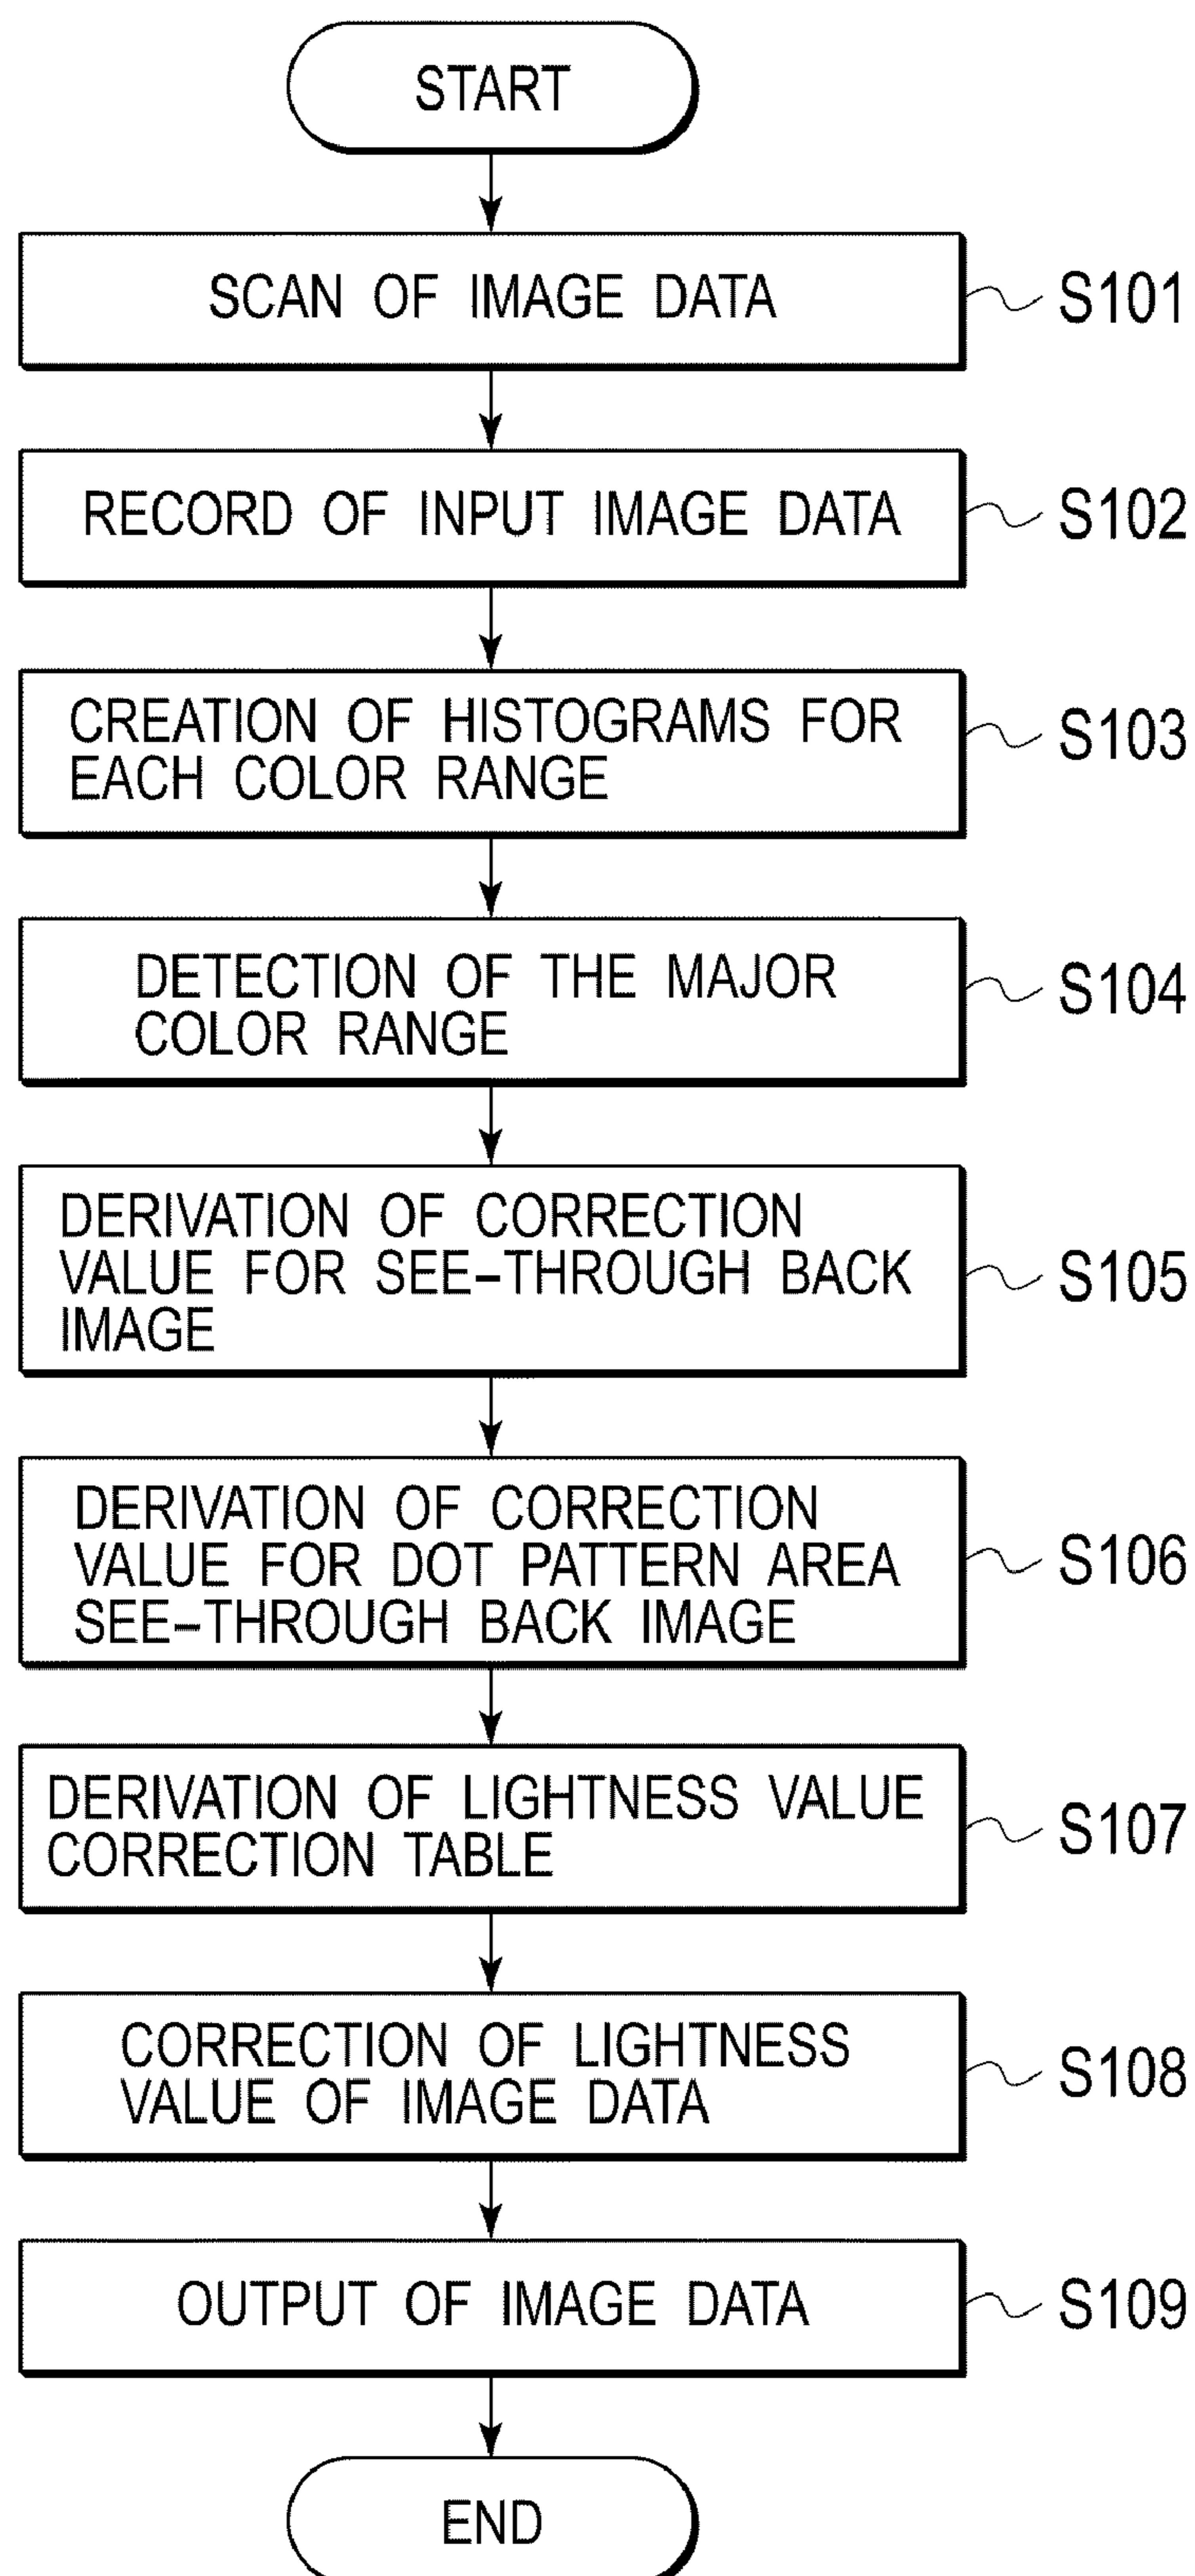 START
SCAN OF IMAGE DATA
S101
RECORD OF INPUT IMAGE DATA
S102
CREATION OF HISTOGRAMS FOR
EACH COLOR RANGE
S103
DETECTION OF THE MAJOR
COLOR RANGE
S104
DERIVATION OF CORRECTION
VALUE FOR SEE-THROUGH BACK
IMAGE
S105
DERIVATION OF CORRECTION
VALUE FOR DOT PATTERN AREA
SEE-THROUGH BACK IMAGE
S106
DERIVATION OF LIGHTNESS VALUE
CORRECTION TABLE
S107
CORRECTION OF LIGHTNESS
VALUE OF IMAGE DATA
S108
OUTPUT OF IMAGE DATA
S109
END